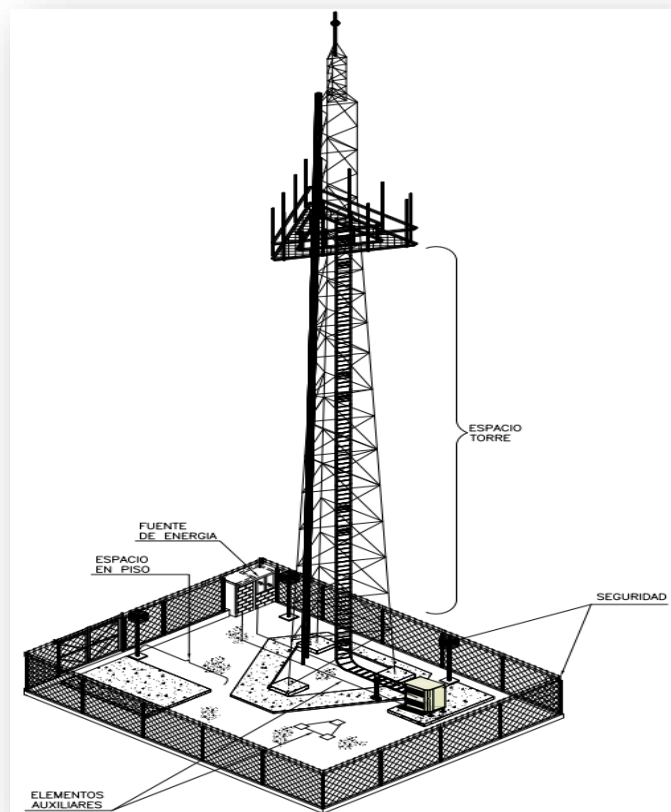 ESPACIO
TORRE
FUENTE
DE ENERGIA
ESPACIO
EN PISO
SEGURIDAD
ELEMENTOS
AUXILIARES